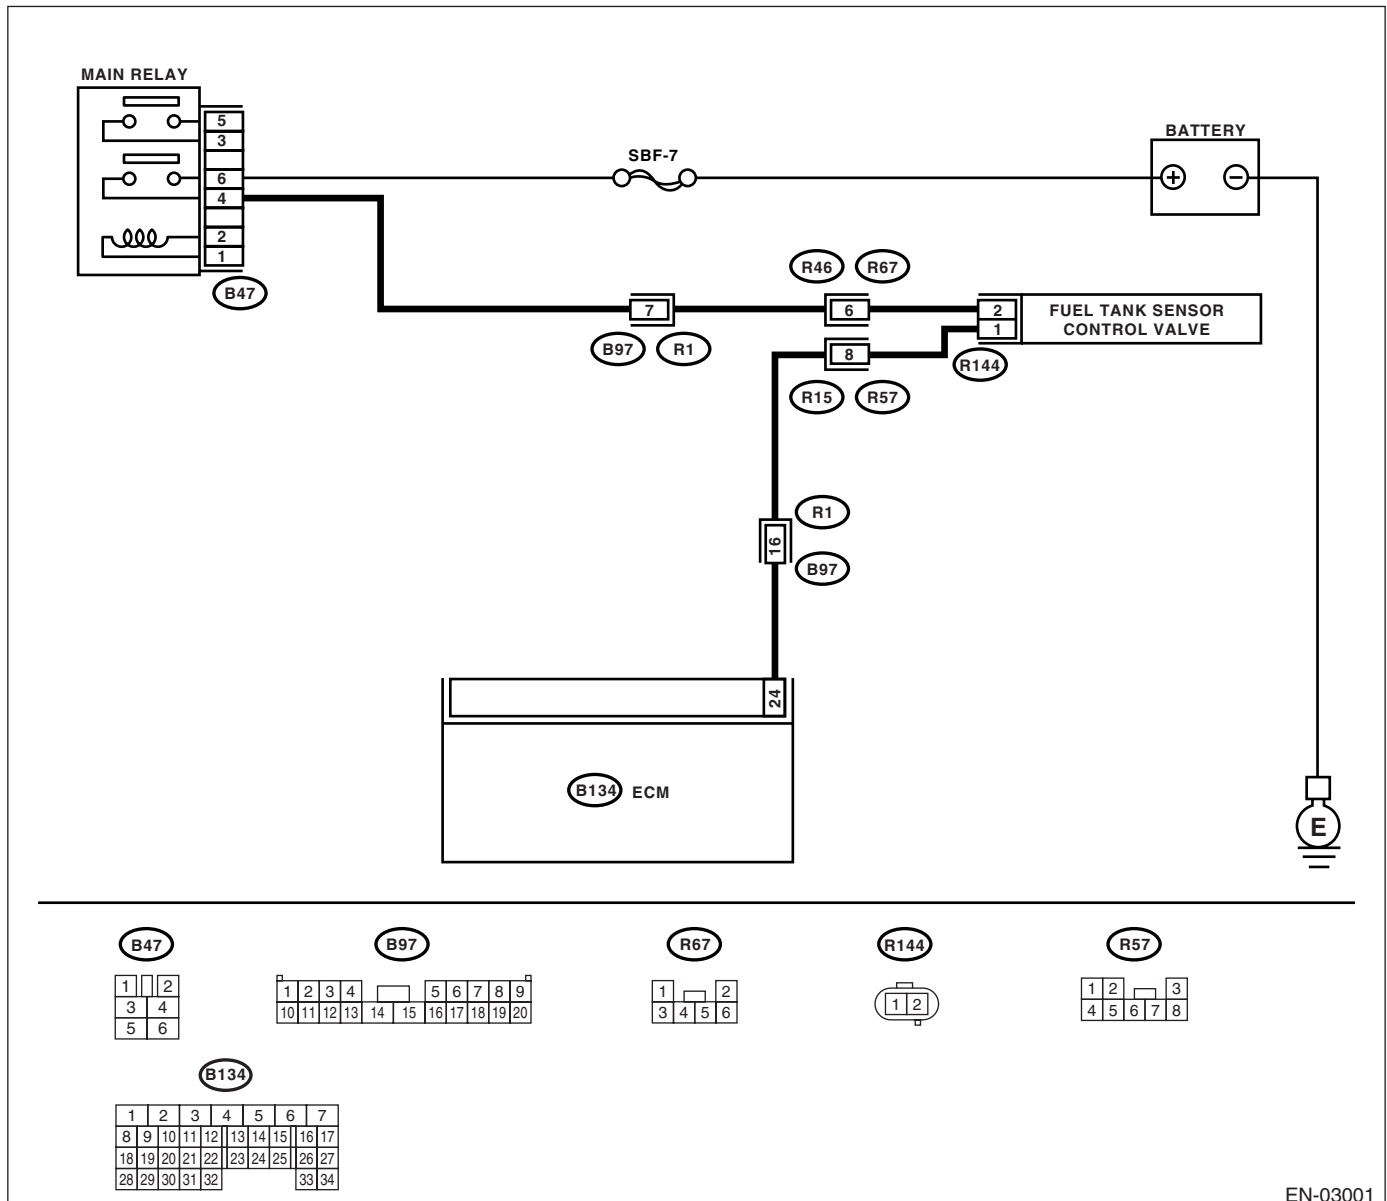 MAIN RELAY
5
3
6
4
2
1
B47
SBF-7
BATTERY
+ −
R46 R67
7
6
2
1
FUEL TANK SENSOR
CONTROL VALVE
B97 R1
8
R144
R15 R57
R1
16
B97
24
B134 ECM
E
B47
1 2
3 4
5 6
B97
1 2 3 4 5 6 7 8 9
10 11 12 13 14 15 16 17 18 19 20
R67
1 2
3 4 5 6
R144
1 2
R57
1 2 3
4 5 6 7 8
B134
1 2 3 4 5 6 7
8 9 10 11 12 13 14 15 16 17
18 19 20 21 22 23 24 25 26 27
28 29 30 31 32 33 34
EN-03001